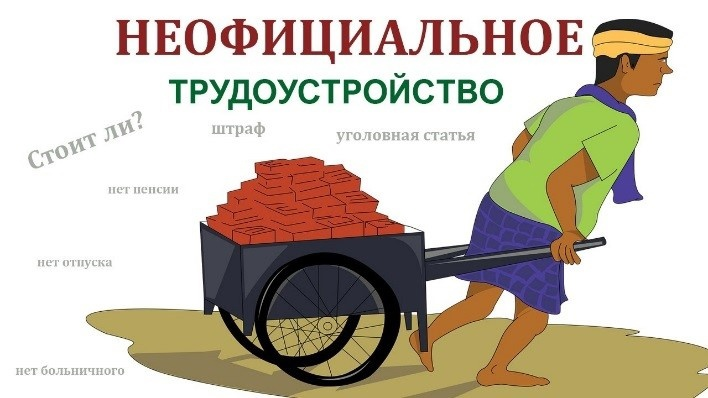 НЕОФИЦИАЛЬНОЕ
ТРУДОУСТРОЙСТВО
Стоит ли?
штраф
уголовная статья
нет пенсии
нет отпуска
нет больничного